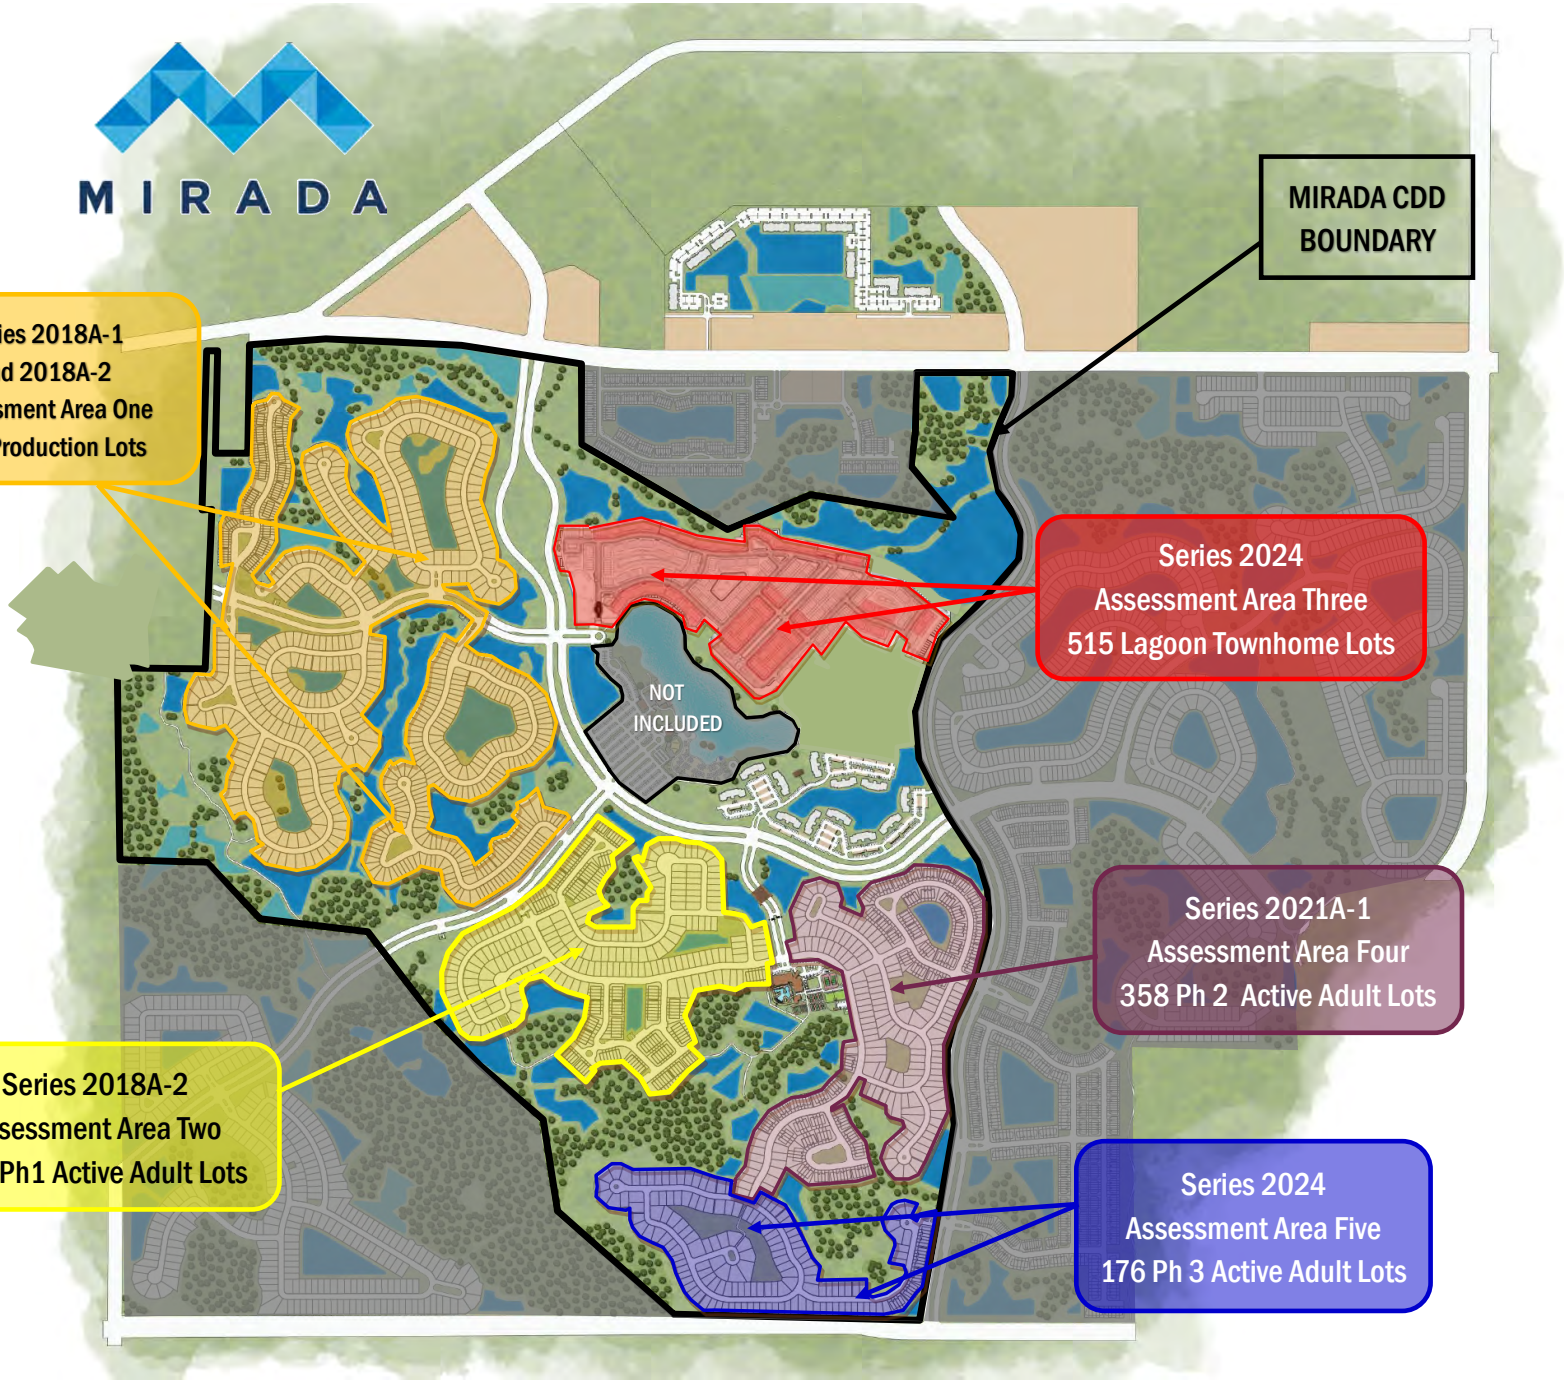 MIRADA
MIRADA CDD
BOUNDARY
ies 2018A-1
d 2018A-2
sment Area One
Production Lots
Series 2024
Assessment Area Three
515 Lagoon Townhome Lots
NOT
INCLUDED
Series 2021A-1
Assessment Area Four
358 Ph 2 Active Adult Lots
Series 2018A-2
sessment Area Two
Ph1 Active Adult Lots
Series 2024
Assessment Area Five
176 Ph 3 Active Adult Lots